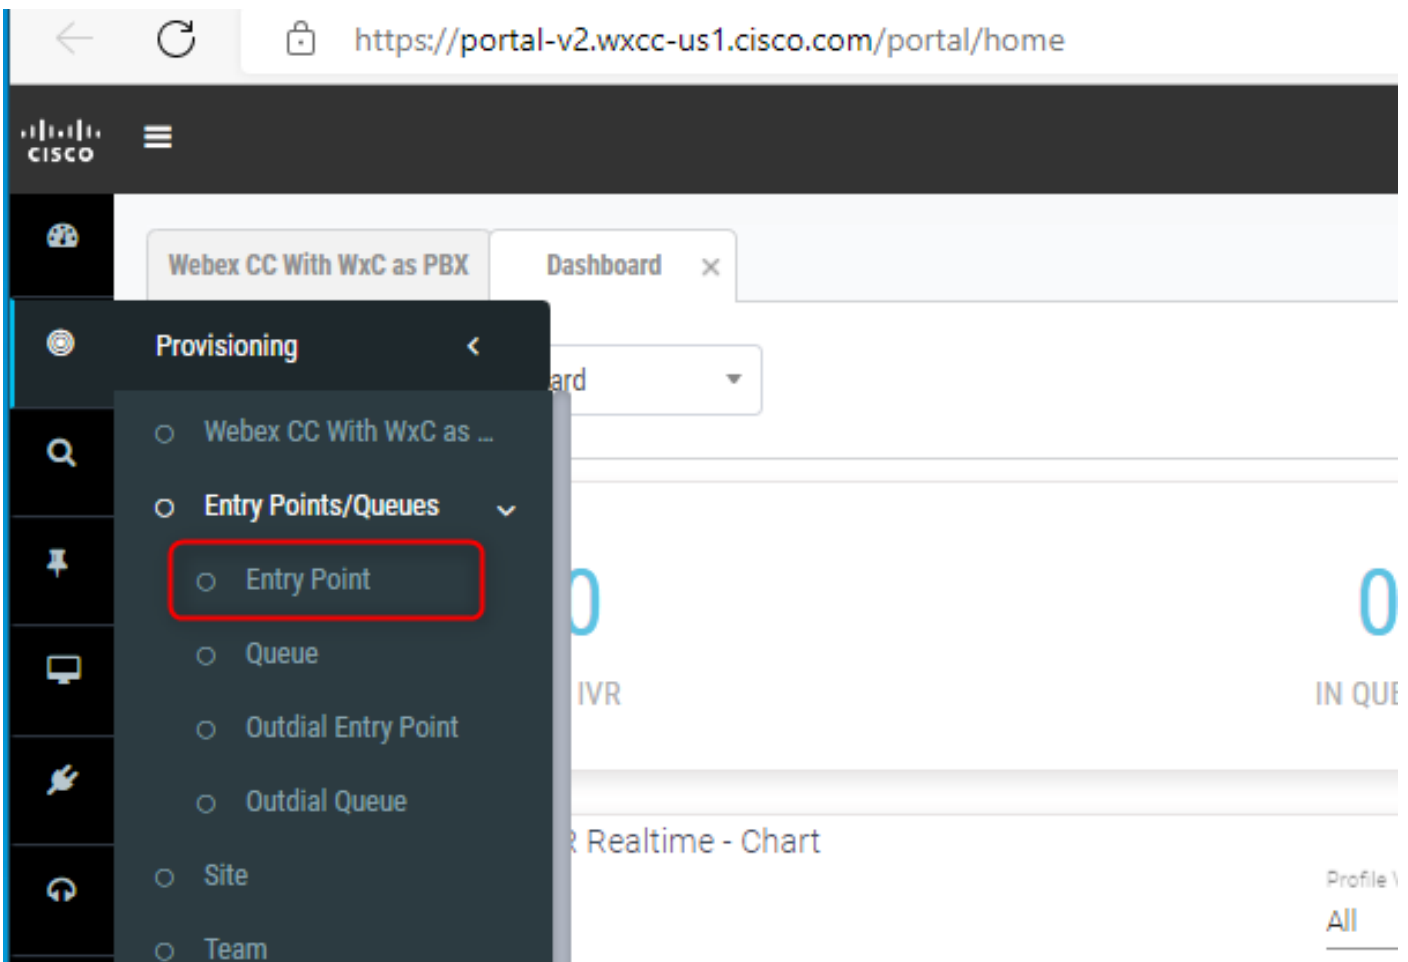 https://portal-v2.wxcc-us1.cisco.com/portal/home
CISCO
Webex CC With WxC as PBX
Dashboard
Provisioning
ard
Webex CC With WxC as ...
Entry Points/Queues
Entry Point
0
0
Queue
IVR
IN QUE
Outdial Entry Point
Outdial Queue
R Realtime - Chart
Site
Profile V
All
Team